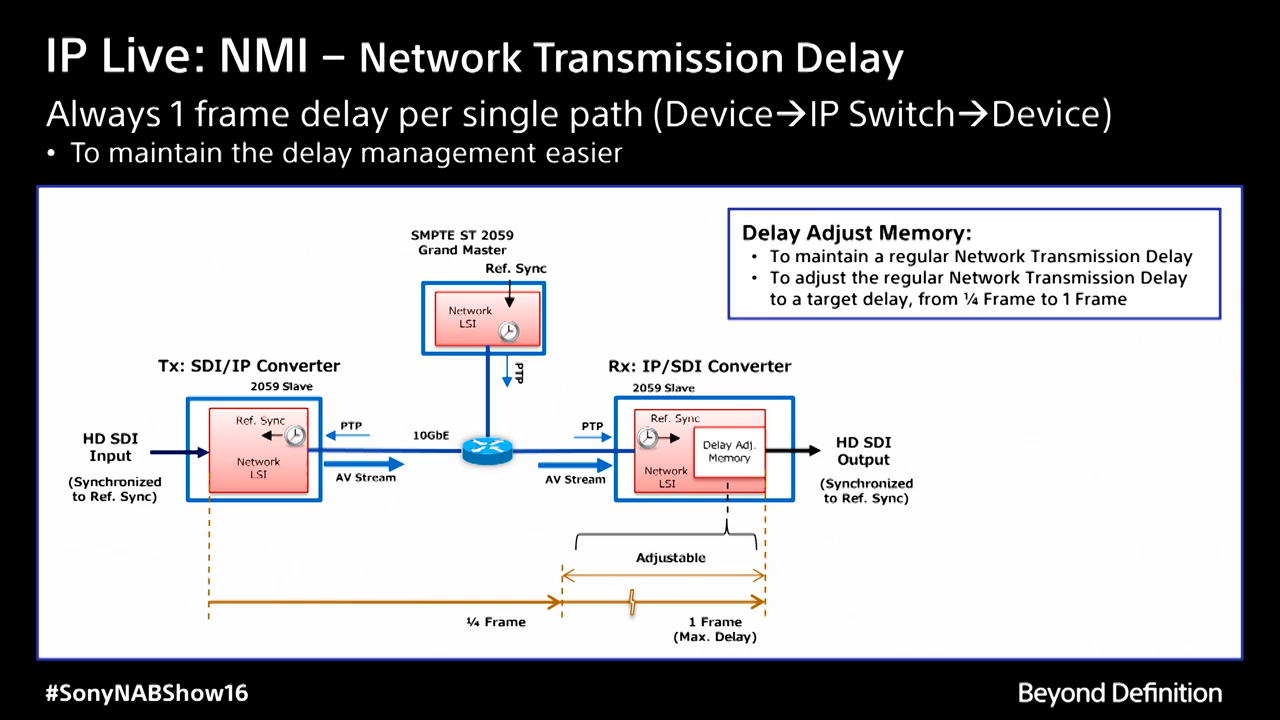 IP Live: NMI – Network Transmission Delay
Always 1 frame delay per single path (Device→IP Switch→Device)
• To maintain the delay management easier
SMPTE ST 2059
Grand Master
Ref. Sync
Network
LSI
PTP
Delay Adjust Memory:
• To maintain a regular Network Transmission Delay
• To adjust the regular Network Transmission Delay
to a target delay, from ¼ Frame to 1 Frame
Tx: SDI/IP Converter
2059 Slave
HD SDI
Input
(Synchronized
to Ref. Sync)
Ref. Sync
Network
LSI
PTP
AV Stream
10GbE
PTP
AV Stream
Rx: IP/SDI Converter
2059 Slave
Ref. Sync
Network
LSI
Delay Adj.
Memory
HD SDI
Output
(Synchronized
to Ref. Sync)
Adjustable
¼ Frame
1 Frame
(Max. Delay)
#SonyNABShow16
Beyond Definition